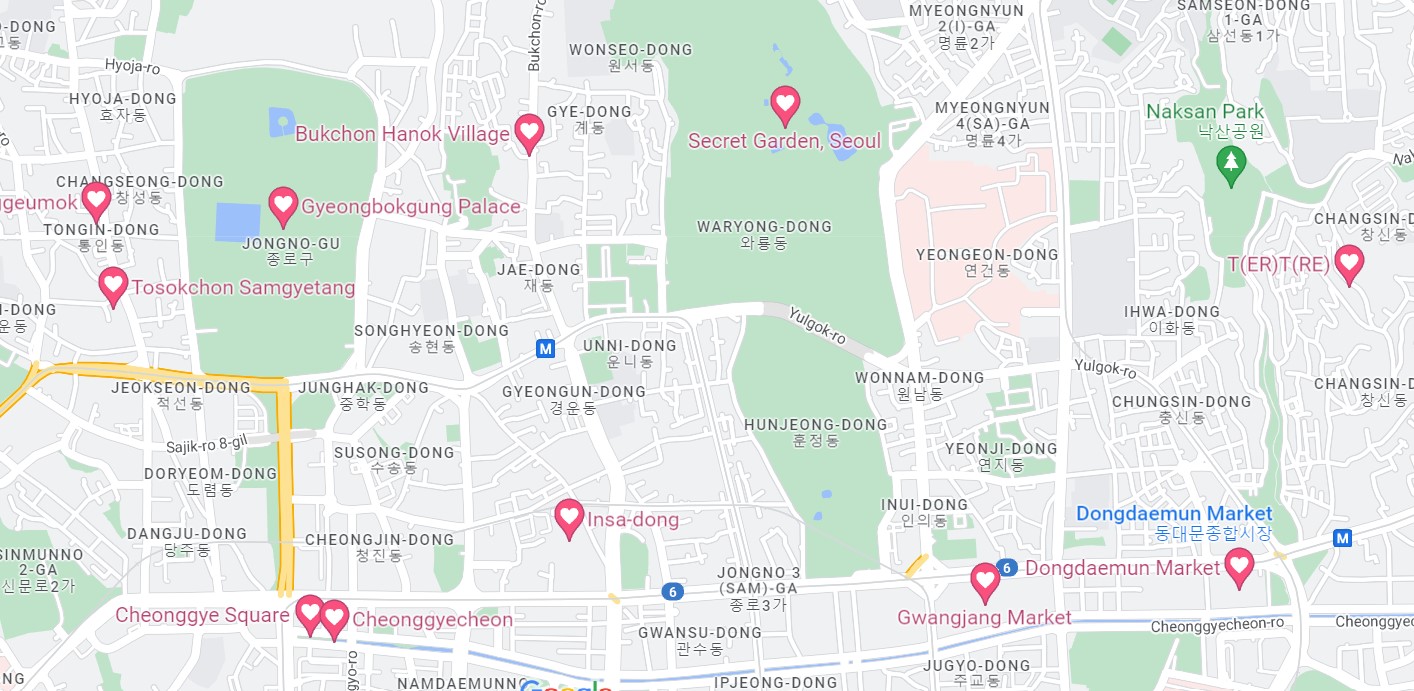 MYEONGNYUN
2(I)-GA
명륜2가
SAMSEON-DONG
1-GA
삼선동1가
Bukchon-ro
WONSEO-DONG
원서동
Hyoja-ro
HYOJA-DONG
효자동
GYE-DONG
계동
MYEONGNYUN
4(SA)-GA
명륜4가
Naksan Park
낙산공원
Bukchon Hanok Village
Secret Garden, Seoul
CHANGSEONG-DONG
창성동
geumok
Gyeongbokgung Palace
TONGIN-DONG
통인동
JONGNO-GU
종로구
WARYONG-DONG
와룡동
CHANGSIN-D
창신동
YEONGEON-DONG
연건동
T(ER)T(RE)
JAE-DONG
재동
Tosokchon Samgyetang
IHWA-DONG
이화동
Yulgok-ro
SONGHYEON-DONG
송현동
M
UNNI-DONG
운니동
Yulgok-ro
JEOKSEON-DONG
적선동
JUNGHAK-DONG
중학동
GYEONGUN-DONG
경운동
WONNAM-DONG
원남동
CHUNGSIN-DONG
충신동
CHANGSIN-D
창신동
HUNJEONG-DONG
훈정동
Sajik-ro 8-gil
SUSONG-DONG
수송동
YEONJI-DONG
연지동
DORYEOM-DONG
도렴동
Insa-dong
INUI-DONG
인의동
Dongdaemun Market
동대문종합시장
DANGJU-DONG
당주동
CHEONGJIN-DONG
청진동
M
SINMUNNO
2-GA
신문로2가
JONGNO 3
(SAM)-GA
종로3가
6
6
Dongdaemun Market
Cheonggye Square
Cheonggyecheon
Gwangjang Market
GWANSU-DONG
관수동
Cheonggyecheon-ro
Cheonggyec
JUGYO-DONG
주교동
NAMDAEMUNNO
Google
IPJEONG-DONG